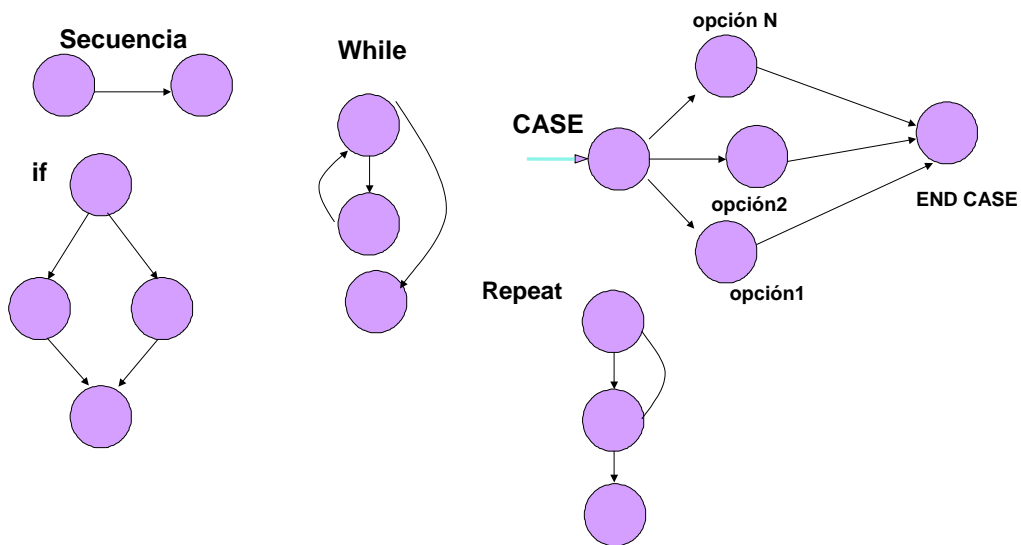 Secuencia
if
While
opción N
CASE
opción2
END CASE
opción1
Repeat